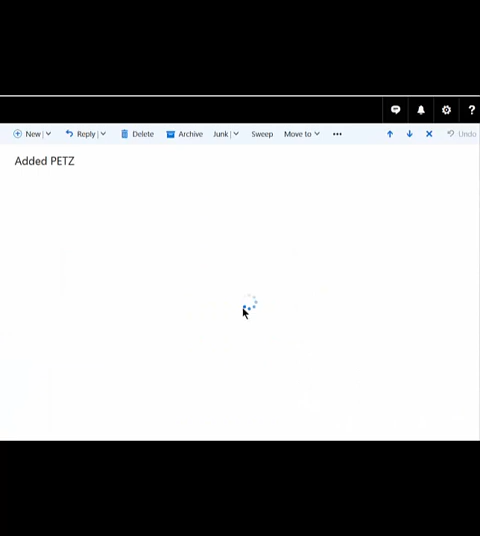 New
Reply
Delete
Archive
Junk
Sweep
Move to
Undo
Added PETZ